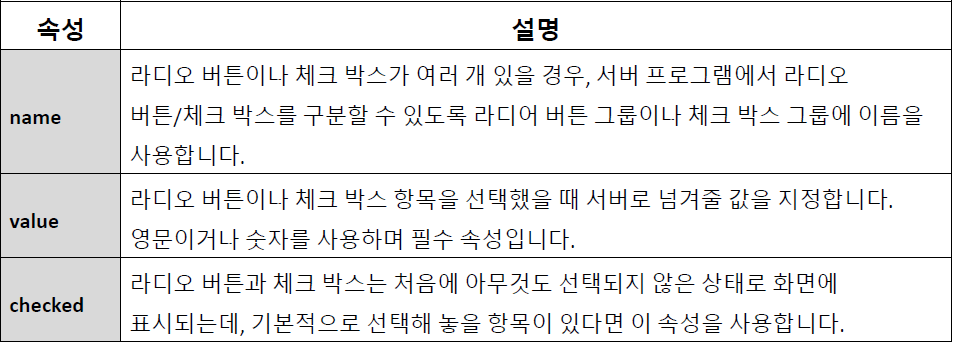 속성 설명
name
라디오 버튼이나 체크 박스가 여러 개 있을 경우, 서버 프로그램에서 라디오
버튼/체크 박스를 구분할 수 있도록 라디어 버튼 그룹이나 체크 박스 그룹에 이름을
사용합니다.
value
라디오 버튼이나 체크 박스 항목을 선택했을 때 서버로 넘겨줄 값을 지정합니다.
영문이거나 숫자를 사용하며 필수 속성입니다.
checked
라디오 버튼과 체크 박스는 처음에 아무것도 선택되지 않은 상태로 화면에
표시되는데, 기본적으로 선택해 놓을 항목이 있다면 이 속성을 사용합니다.